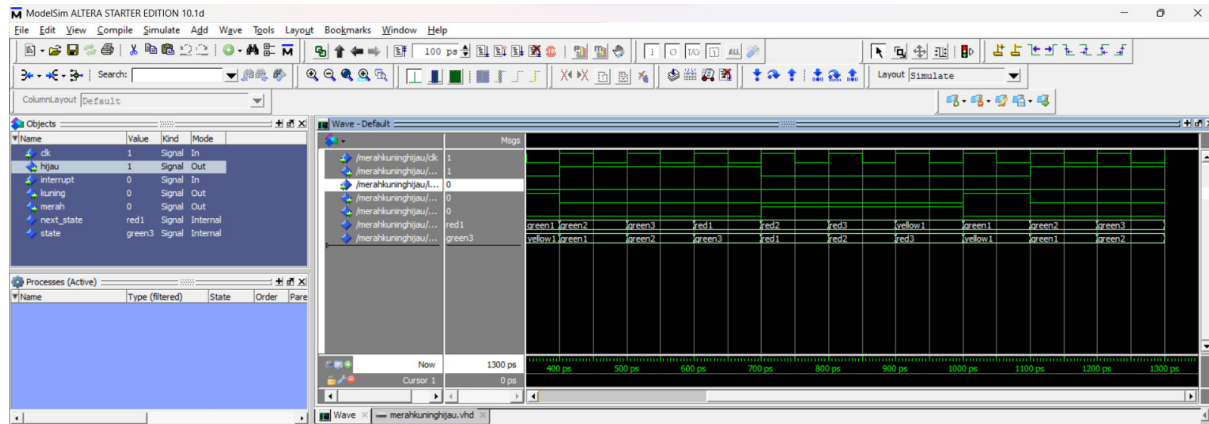 ModelSim ALTERA STARTER EDITION 10.1d
File Edit View Compile Simulate Add Wave Tools Layout Bookmarks Window Help
100 ps
Search:
Layout Simulate
ColumnLayout Default
Objects
Name Value Kind Mode
clk 1 Signal In
hijau 1 Signal Out
interrupt 0 Signal In
kuning 0 Signal Out
merah 0 Signal Out
next_state red1 Signal Internal
state green3 Signal Internal
Processes (Active)
Name Type (filtered) State Order Pare
Wave - Default
Msgs
/merahkuninghijau/clk 1
/merahkuninghijau/... 1
/merahkuninghijau/i... 0
/merahkuninghijau/... 0
/merahkuninghijau/... 0
/merahkuninghijau/... red1 green1 green2 green3 red1 red2 red3 yellow1 green1 green2 green3
/merahkuninghijau/... green3 yellow1 green1 green2 green3 red1 red2 red3 yellow1 green1 green2
Now 1300 ps 400 ps 500 ps 600 ps 700 ps 800 ps 900 ps 1000 ps 1100 ps 1200 ps 1300 ps
Cursor 1 0 ps
Wave merahkuninghijau.vhd